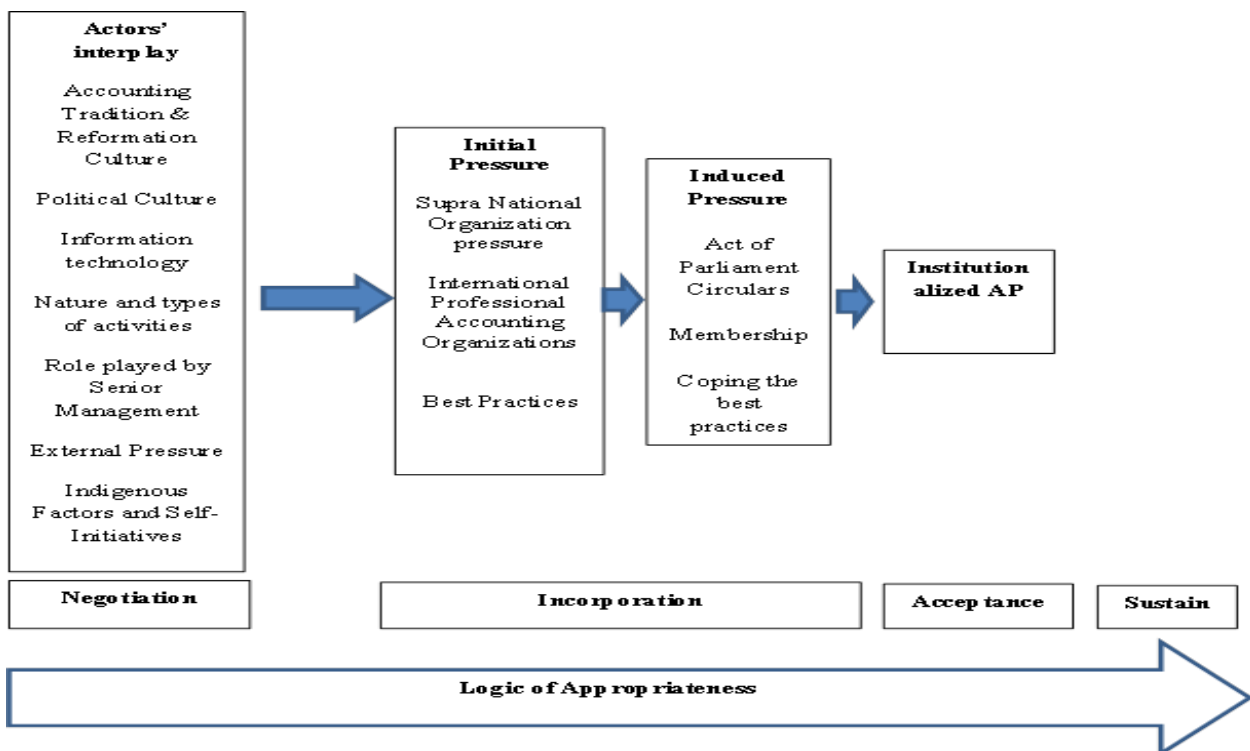 Actors'
interplay
Accounting
Tradition &
Reformation
Culture
Political Culture
Information
technology
Nature and types
of activities
Role played by
Senior
Management
External Pressure
Indigenous
Factors and Self-
Initiatives
Initial
Pressure
Supra National
Organization
pressure
International
Professional
Accounting
Organizations
Best Practices
Induced
Pressure
Act of
Parliament
Circulars
Membership
Coping the
best
practices
Institution
alized AP
Negotiation
Incorporation
Acceptance
Sustain
Logic of Appropriateness